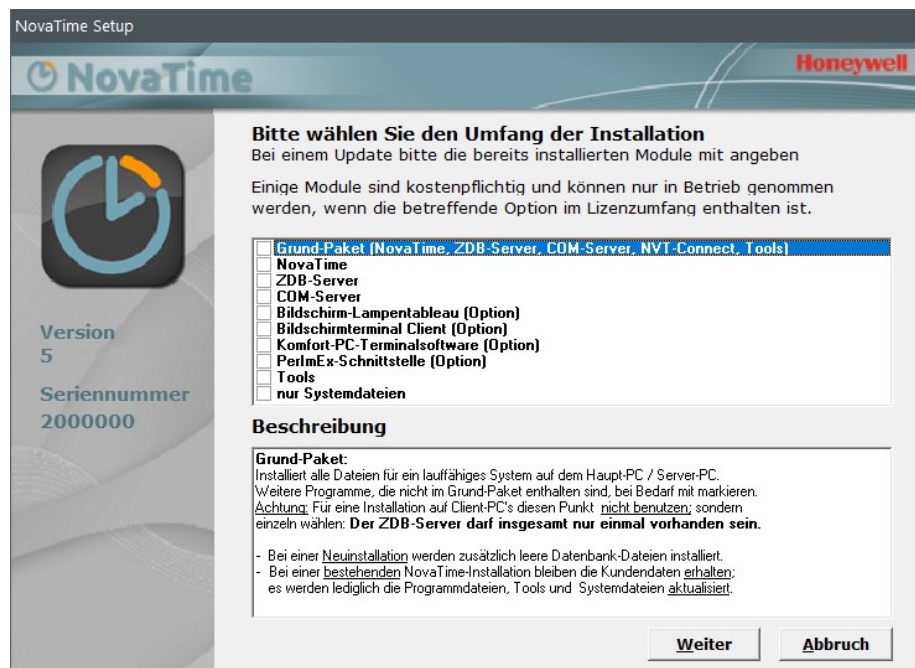 NovaTime Setup
NovaTime
Honeywell
Bitte wählen Sie den Umfang der Installation
Bei einem Update bitte die bereits installierten Module mit angeben
Einige Module sind kostenpflichtig und können nur in Betrieb genommen
werden, wenn die betreffende Option im Lizenzumfang enthalten ist.
Grund-Paket (NovaTime, ZDB-Server, COM-Server, NVT-Connect, Tools)
NovaTime
ZDB-Server
COM-Server
Bildschirm-Lampentableau (Option)
Bildschirmterminal Client (Option)
Komfort-PC-Terminalsoftware (Option)
PerImEx-Schnittstelle (Option)
Tools
nur Systemdateien
Version
5
Seriennummer
2000000
Beschreibung
Grund-Paket:
Installiert alle Dateien für ein lauffähiges System auf dem Haupt-PC / Server-PC.
Weitere Programme, die nicht im Grund-Paket enthalten sind, bei Bedarf mit markieren.
Achtung: Für eine Installation auf Client-PC's diesen Punkt nicht benutzen; sondern
einzeln wählen: Der ZDB-Server darf insgesamt nur einmal vorhanden sein.
- Bei einer Neuinstallation werden zusätzlich leere Datenbank-Dateien installiert.
- Bei einer bestehenden NovaTime-Installation bleiben die Kundendaten erhalten;
es werden lediglich die Programmdateien, Tools und Systemdateien aktualisiert.
Weiter
Abbruch